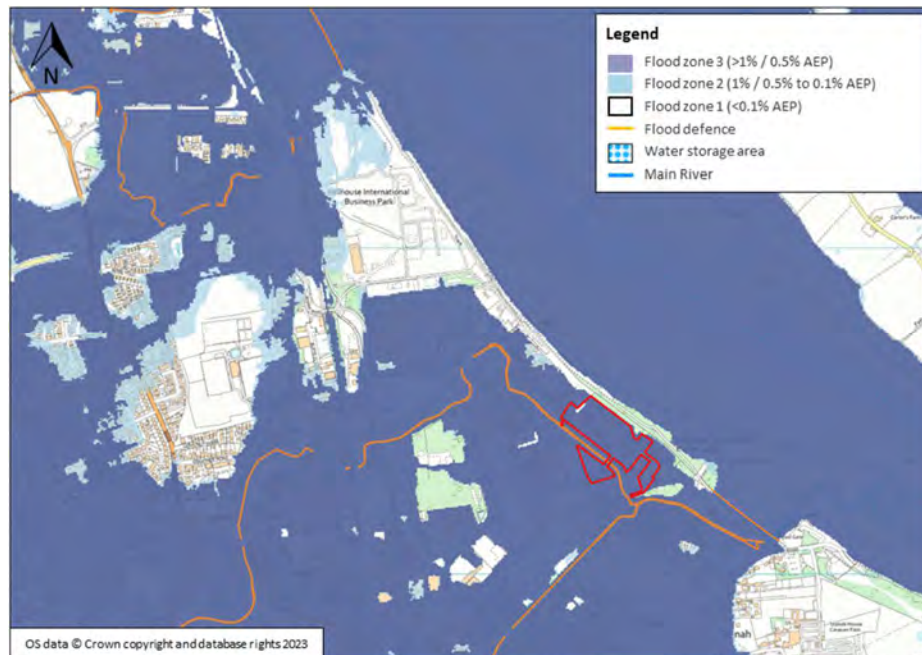 N
Legend
Flood zone 3 (>1% / 0.5% AEP)
Flood zone 2 (1% / 0.5% to 0.1% AEP)
Flood zone 1 (<0.1% AEP)
Flood defence
Water storage area
Main River
house International
Business Park
nah
OS data © Crown copyright and database rights 2023